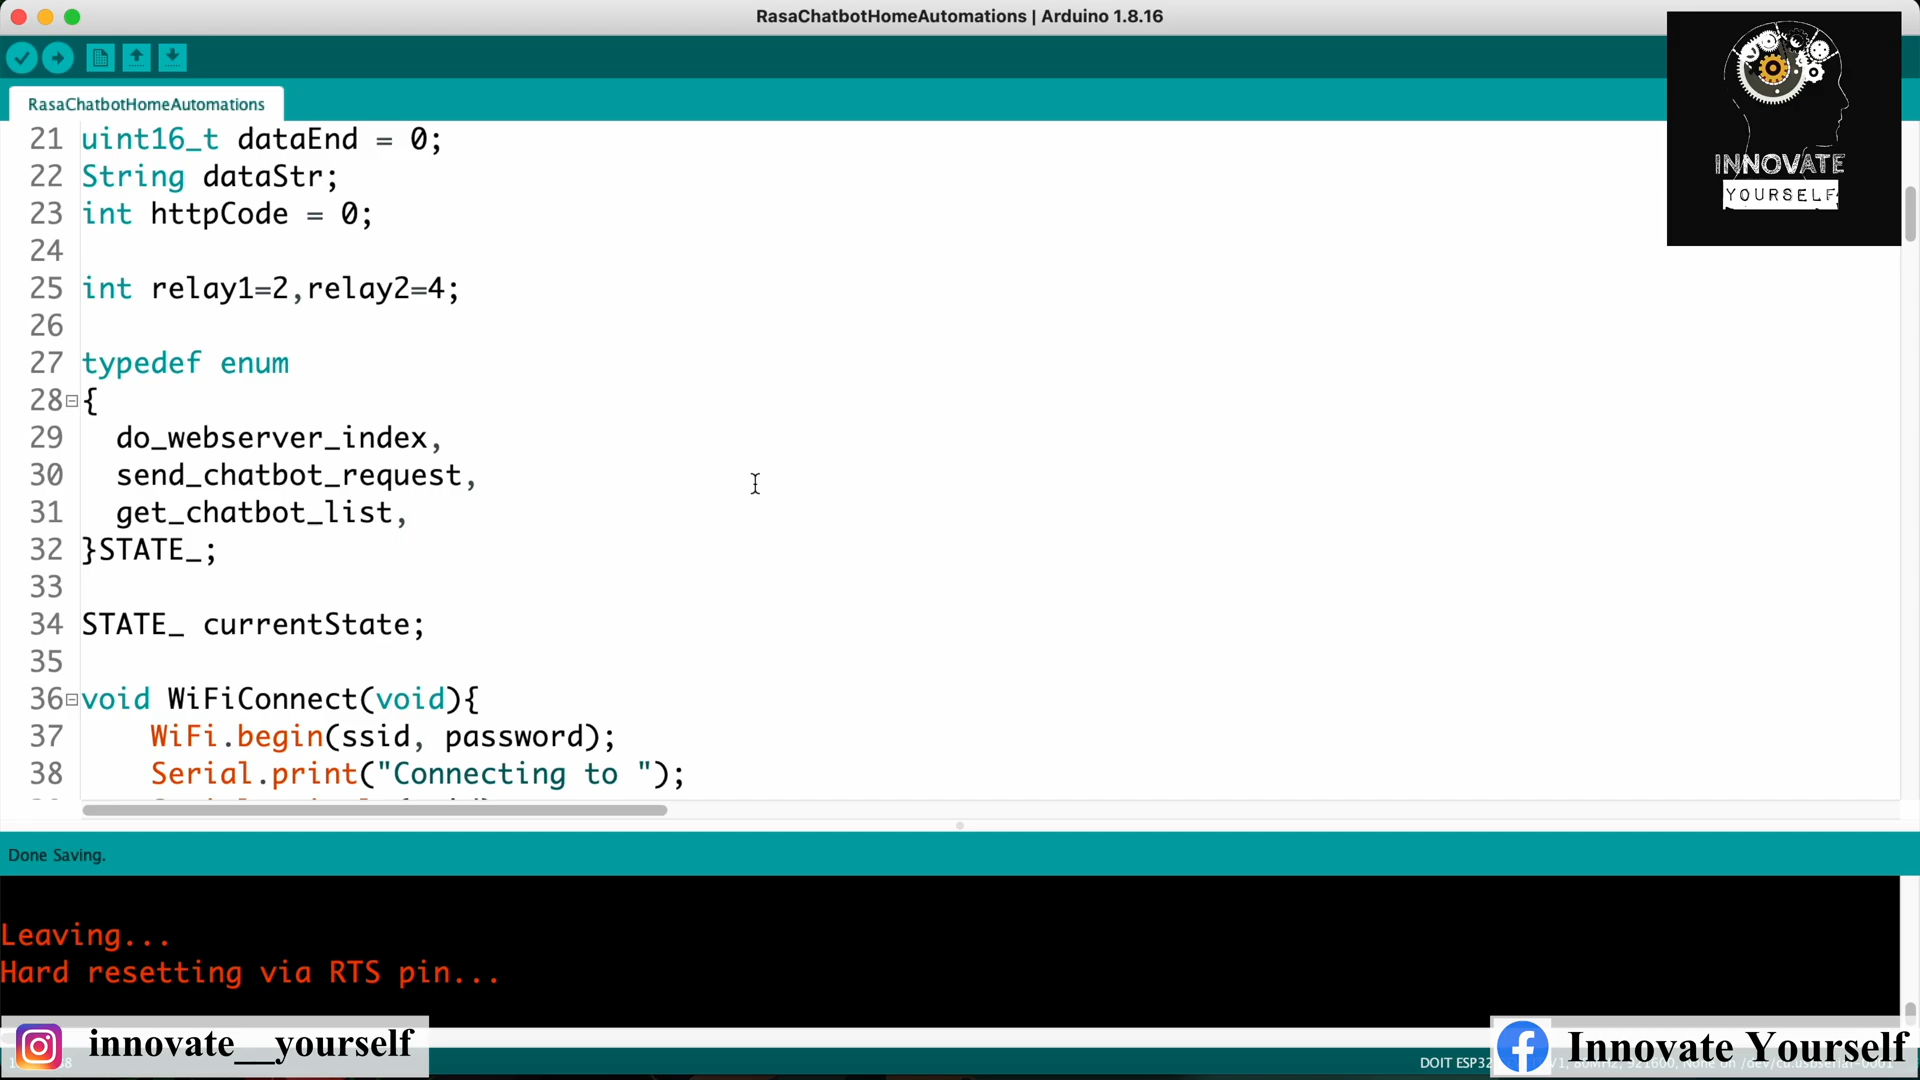 RasaChatbotHomeAutomations | Arduino 1.8.16
INNOVATE
YOURSELF
RasaChatbotHomeAutomations
21 uint16_t dataEnd = 0;
22 String dataStr;
23 int httpCode = 0;
24
25 int relay1=2,relay2=4;
26
27 typedef enum
28 {
29 do_webserver_index,
30 send_chatbot_request,
31 get_chatbot_list,
32 }STATE_;
33
34 STATE_ currentState;
35
36 void WiFiConnect(void){
37 WiFi.begin(ssid, password);
38 Serial.print("Connecting to ");
Done Saving.
Leaving...
Hard resetting via RTS pin...
innovate__yourself
Innovate Yourself
DOIT ESP32